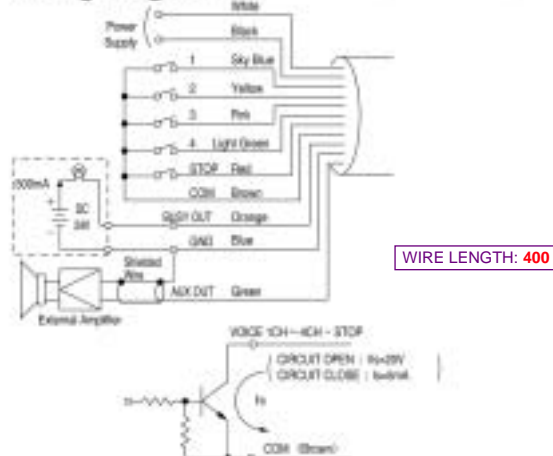 White
Power Supply
Black
1 Sky Blue
2 Yellow
3 Pink
4 Light Green
STOP Red
COM Brown
500mA
DC
BUSY OUT Orange
GND Blue
WIRE LENGTH: 400
Shielded Wire
AUX OUT Green
External Amplifier
VOICE 1CH~4CH - STOP
CIRCUIT OPEN :
CIRCUIT CLOSE :
COM (Brown)